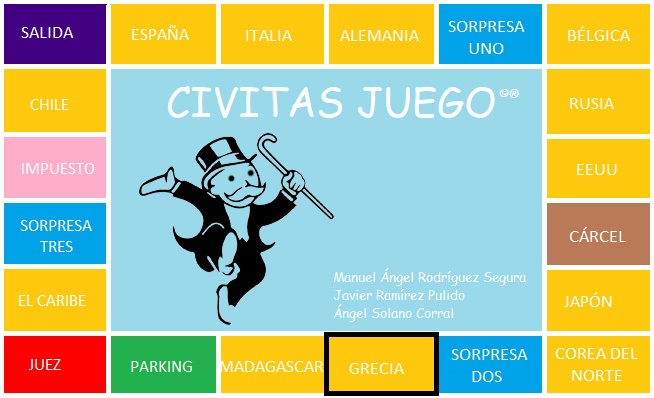 SALIDA
ESPAÑA
ITALIA
ALEMANIA
SORPRESA
UNO
BÉLGICA
CHILE
CIVITAS JUEGO ©®
RUSIA
IMPUESTO
EEUU
SORPRESA
TRES
CÁRCEL
Manuel Ángel Rodríguez Segura
Javier Ramírez Pulido
Ángel Solano Corral
EL CARIBE
JAPÓN
JUEZ
PARKING
MADAGASCAR
GRECIA
SORPRESA
DOS
COREA DEL
NORTE